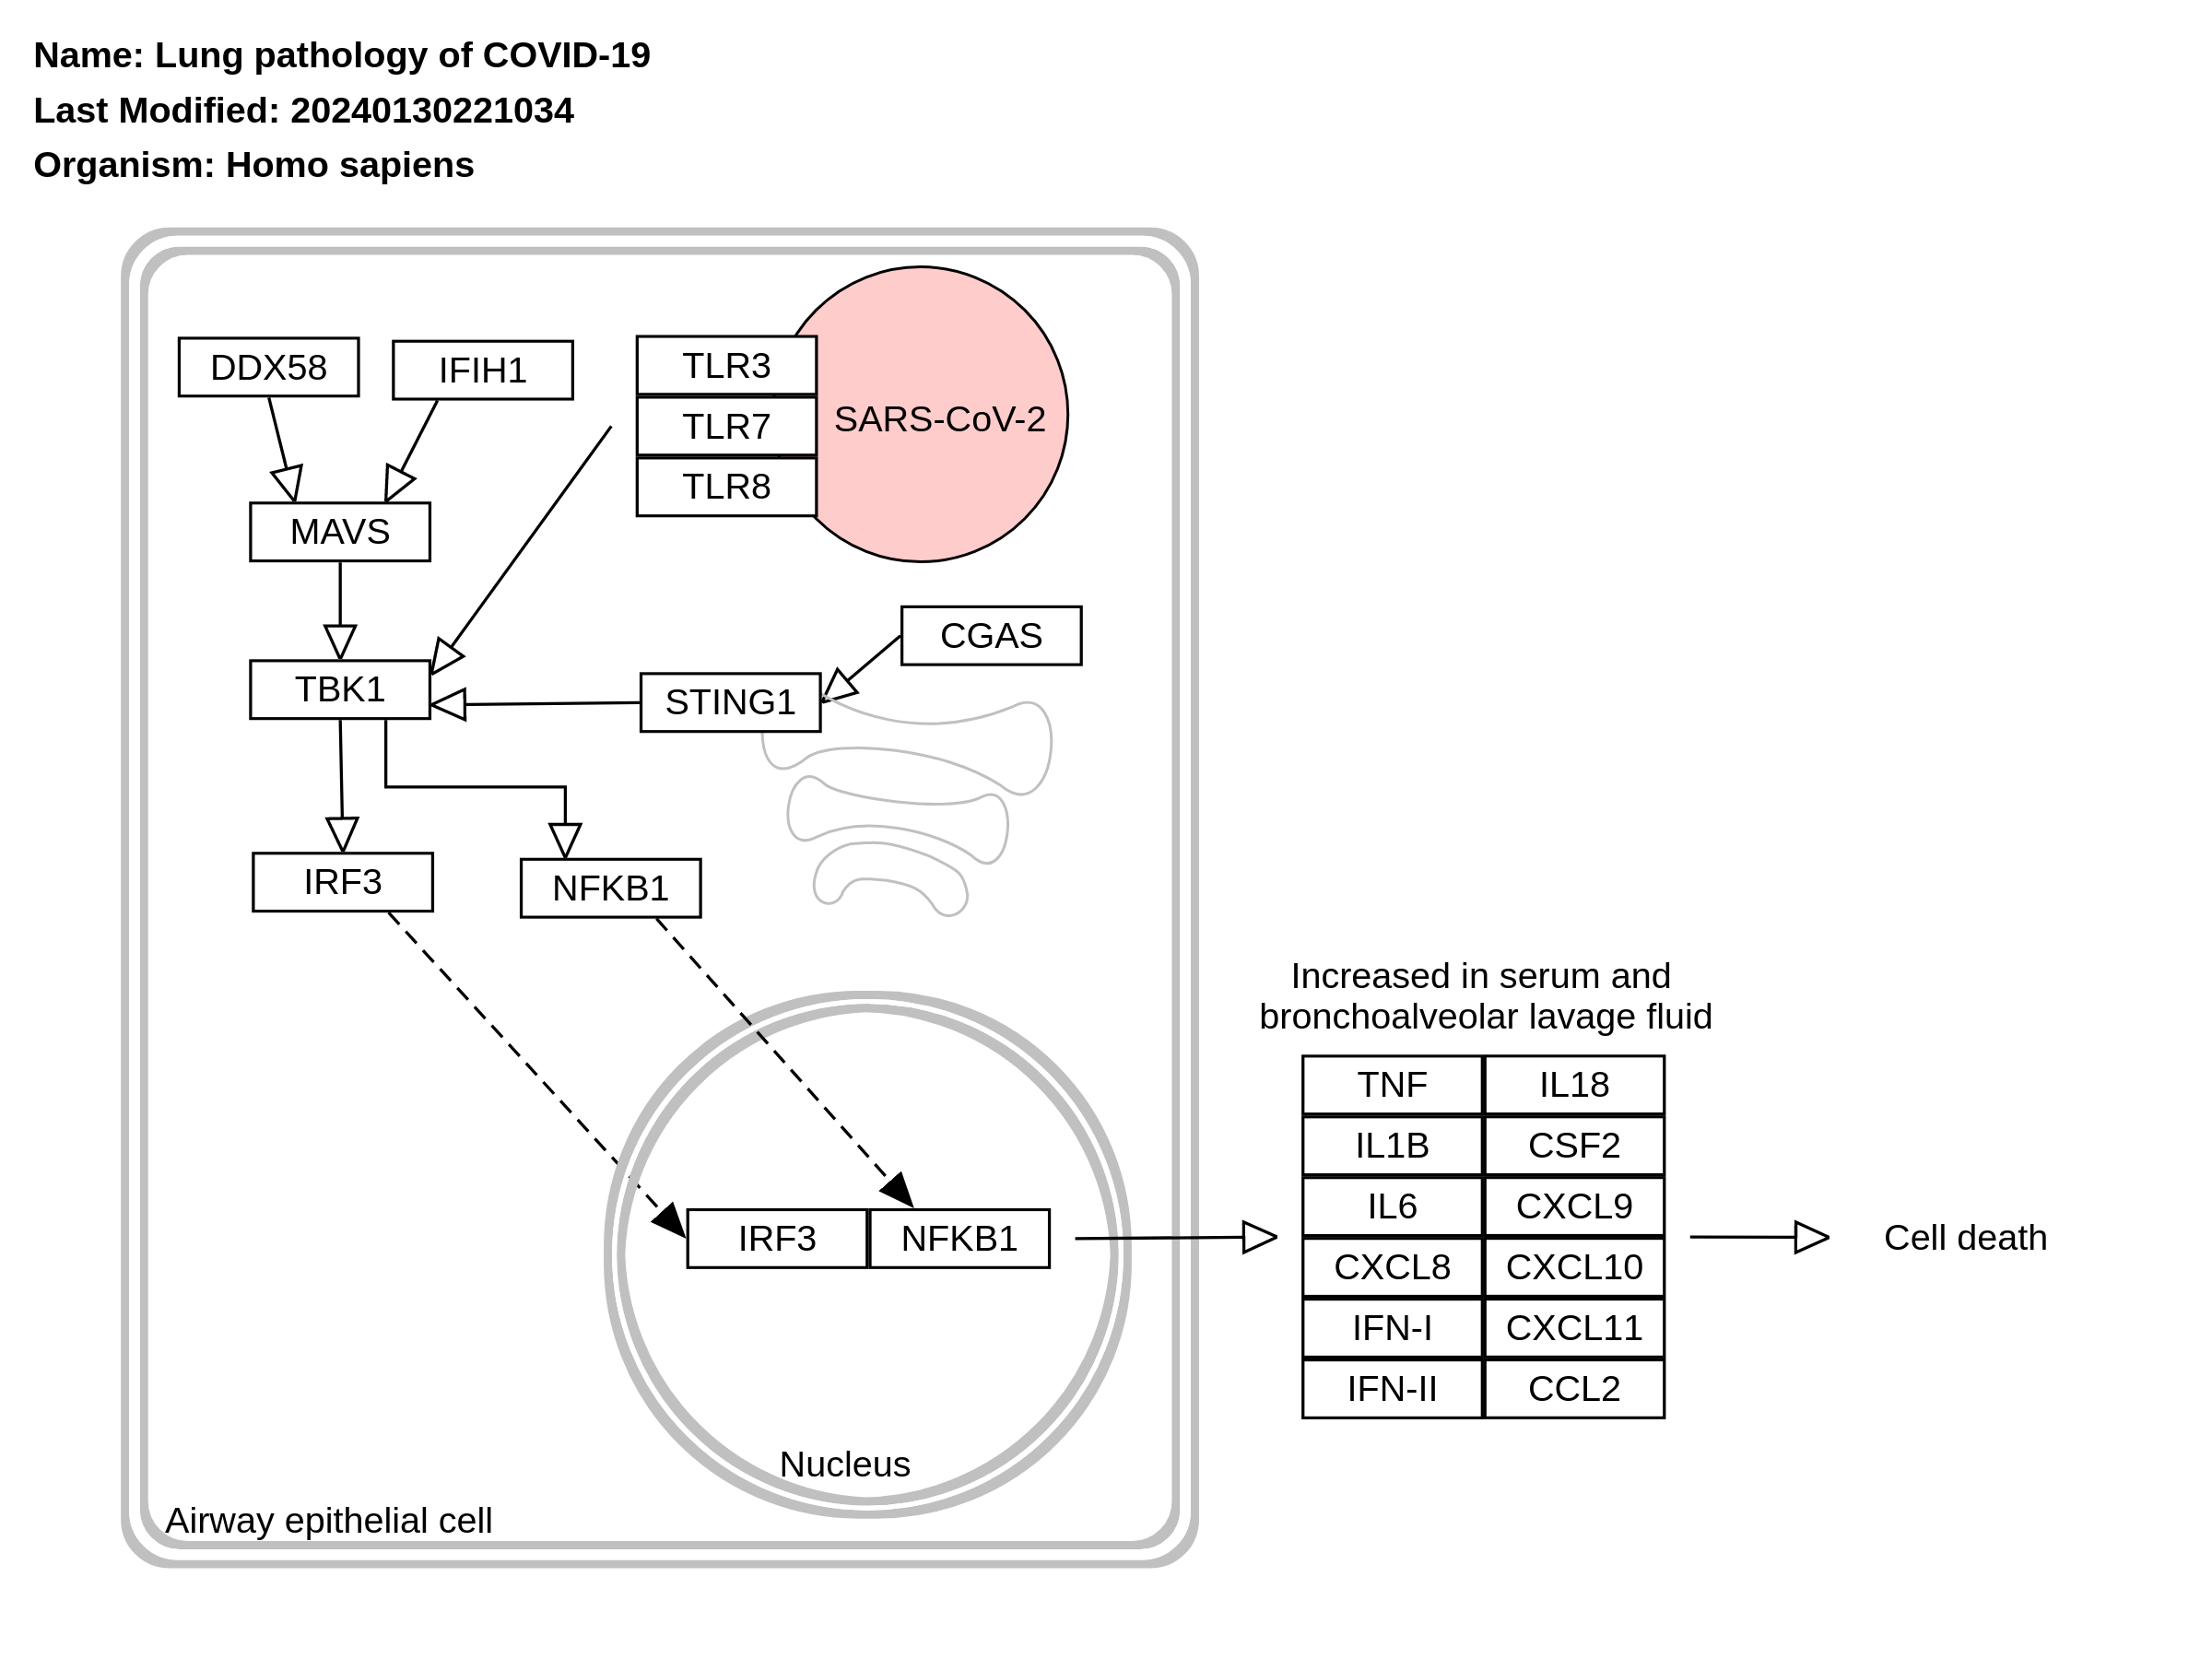 Name: Lung pathology of COVID-19
Last Modified: 20240130221034
Organism: Homo sapiens
DDX58
IFIH1
TLR3
TLR7
TLR8
SARS-CoV-2
MAVS
CGAS
TBK1
STING1
IRF3
NFKB1
Increased in serum and
bronchoalveolar lavage fluid
TNF
IL18
IL1B
CSF2
IL6
CXCL9
CXCL8
CXCL10
IFN-I
CXCL11
IFN-II
CCL2
IRF3
NFKB1
Cell death
Nucleus
Airway epithelial cell